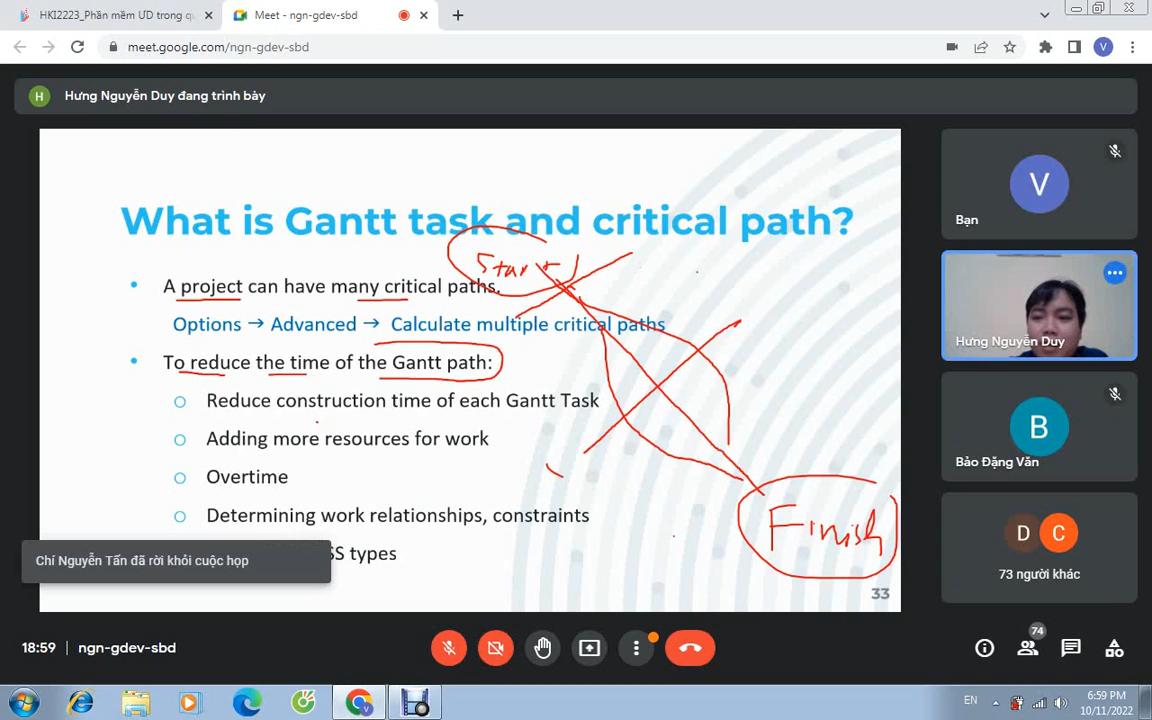 HKI2223_Phần mềm ƯD trong qu
Meet - ngn-gdev-sbd
meet.google.com/ngn-gdev-sbd
V
H
Hưng Nguyễn Duy đang trình bày
What is Gantt task and critical path?
Start
A project can have many critical paths.
Options → Advanced → Calculate multiple critical paths
To reduce the time of the Gantt path:
Reduce construction time of each Gantt Task
Adding more resources for work
Overtime
Determining work relationships, constraints
SS types
Finish
33
Chí Nguyễn Tấn đã rời khỏi cuộc họp
V
Bạn
Hưng Nguyễn Duy
B
Bảo Đặng Văn
D C
73 người khác
18:59 ngn-gdev-sbd
74
EN
6:59 PM
10/11/2022